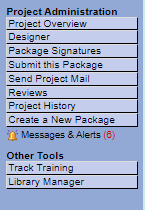 Project Administration
Project Overview
Designer
Package Signatures
Submit this Package
Send Project Mail
Reviews
Project History
Create a New Package
Messages & Alerts (6)
Other Tools
Track Training
Library Manager